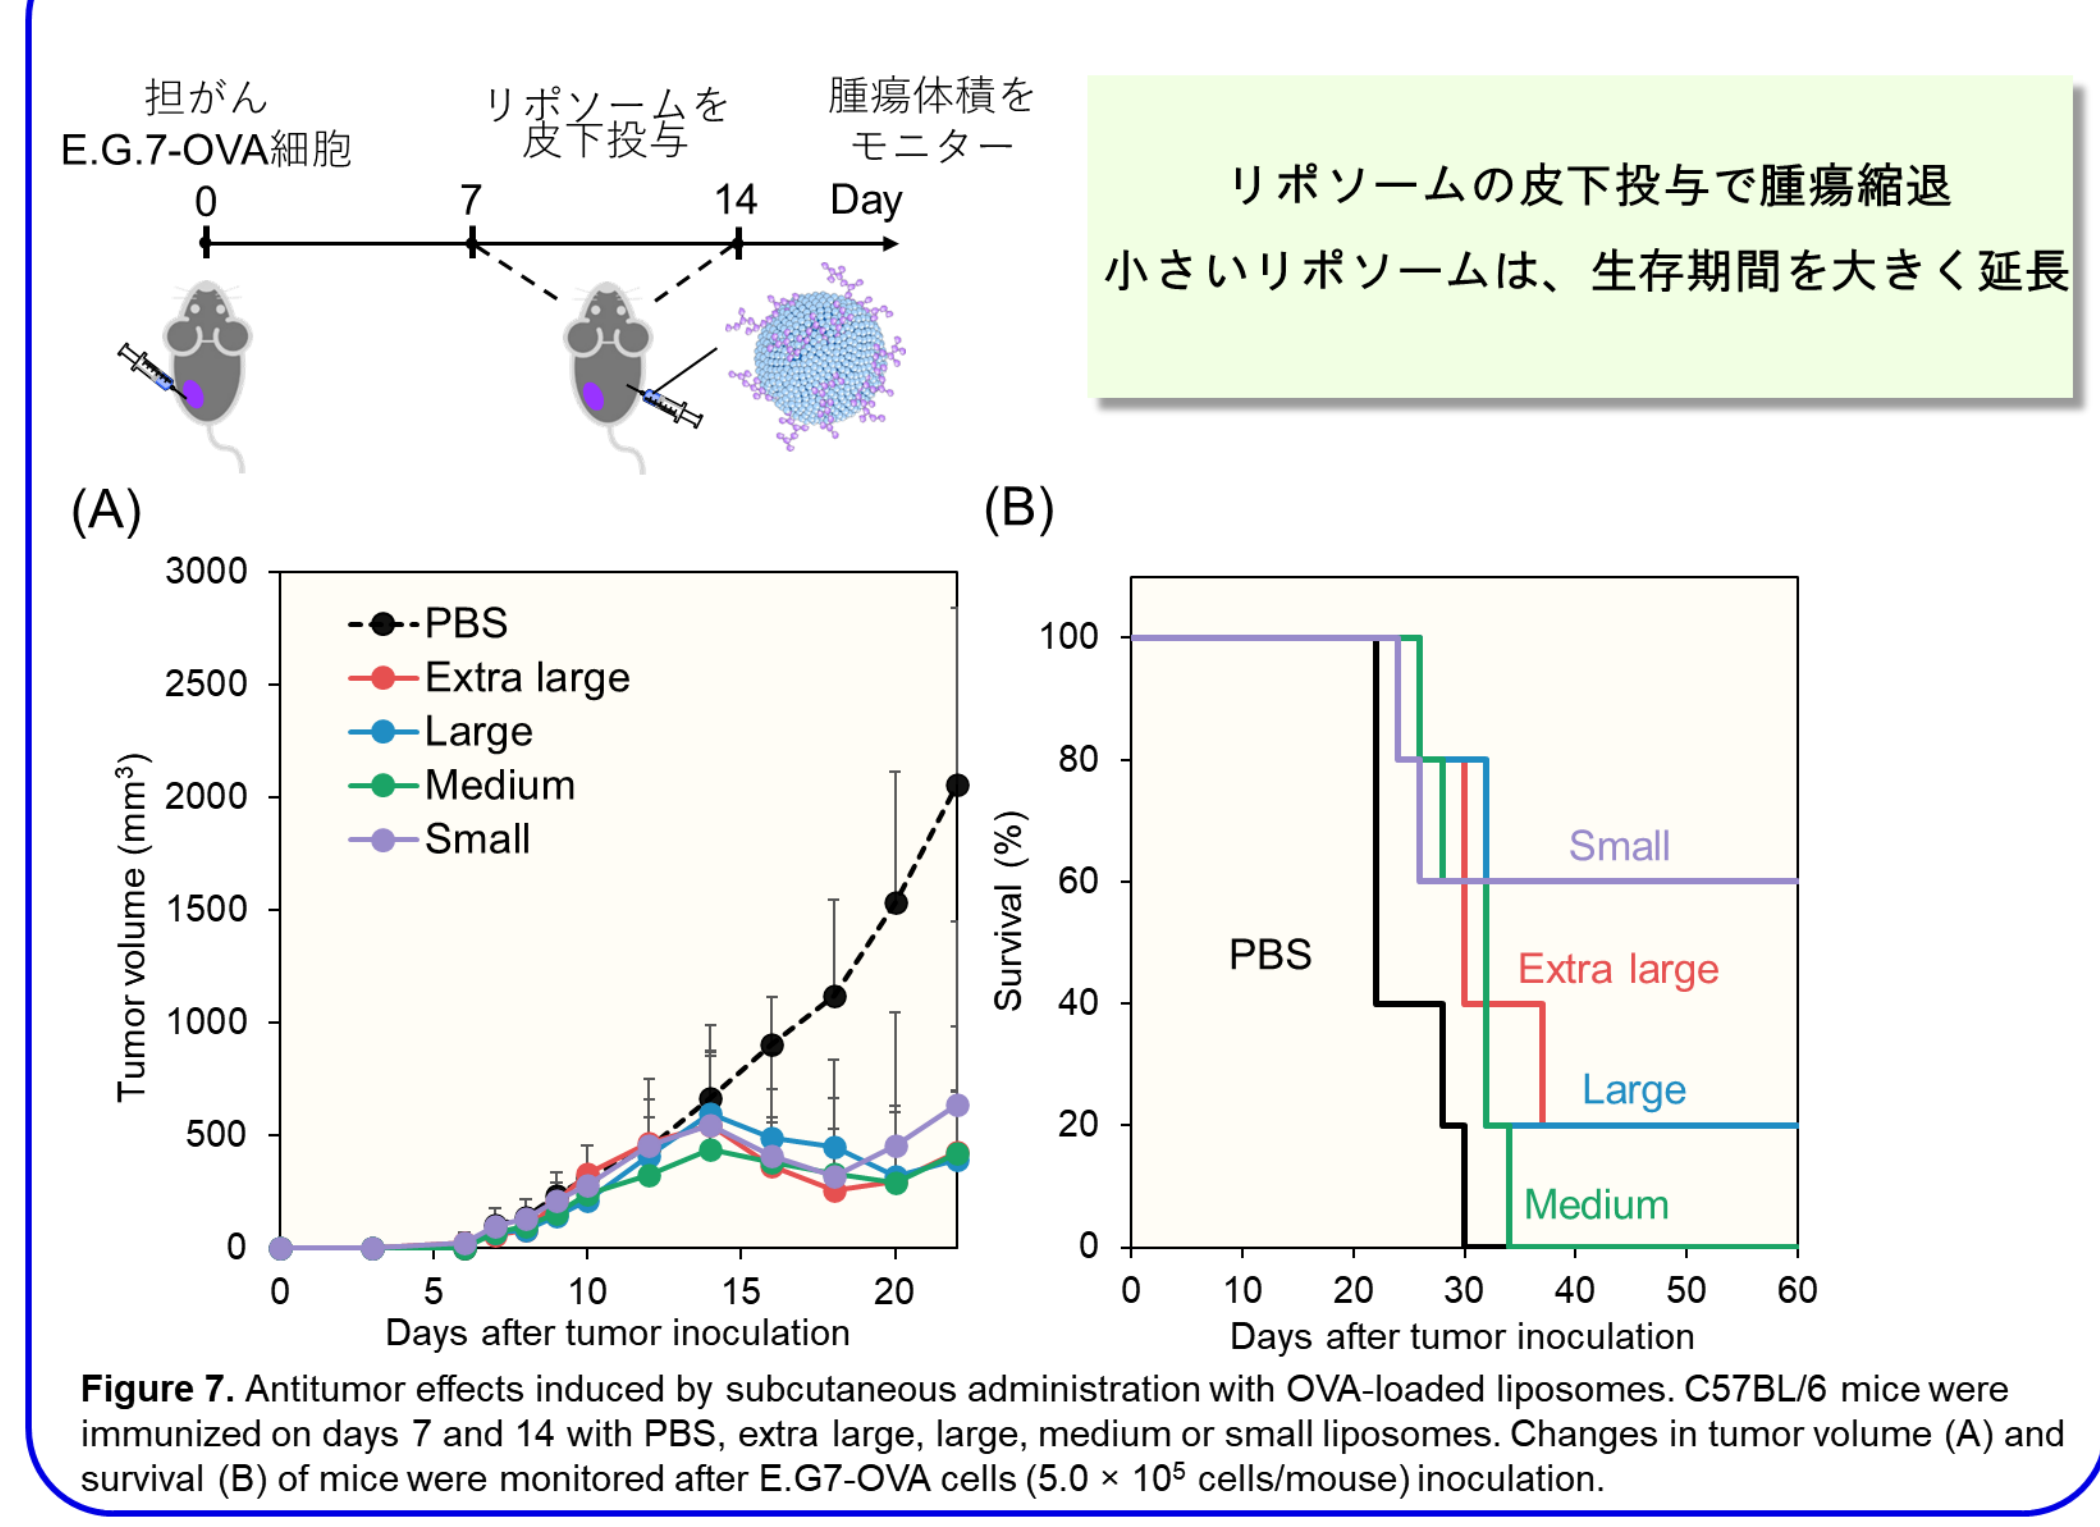 担がん
E.G.7-OVA細胞
リポソームを
皮下投与
腫瘍体積を
モニター
0
7
14
Day
リポソームの皮下投与で腫瘍縮退
小さいリポソームは、生存期間を大きく延長
(A)
3000
2500
2000
1500
1000
500
0
Tumor volume (mm³)
PBS
Extra large
Large
Medium
Small
0
5
10
15
20
Days after tumor inoculation
(B)
100
80
60
40
20
0
Survival (%)
Small
PBS
Extra large
Large
Medium
0
10
20
30
40
50
60
Days after tumor inoculation
Figure 7. Antitumor effects induced by subcutaneous administration with OVA-loaded liposomes. C57BL/6 mice were
immunized on days 7 and 14 with PBS, extra large, large, medium or small liposomes. Changes in tumor volume (A) and
survival (B) of mice were monitored after E.G7-OVA cells (5.0 × 10⁵ cells/mouse) inoculation.